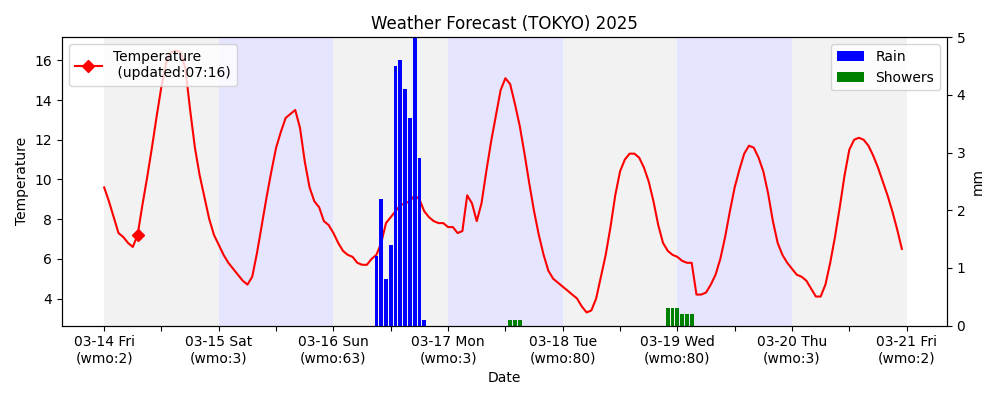 Weather Forecast (TOKYO) 2025
Temperature
(updated:07:16)
Rain
Showers
Temperature
16
14
12
10
8
6
4
5
4
3
2
1
0
mm
03-14 Fri
(wmo:2)
03-15 Sat
(wmo:3)
03-16 Sun
(wmo:63)
03-17 Mon
(wmo:3)
03-18 Tue
(wmo:80)
03-19 Wed
(wmo:80)
03-20 Thu
(wmo:3)
03-21 Fri
(wmo:2)
Date